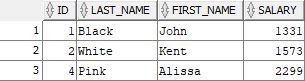 ID LAST_NAME FIRST_NAME SALARY
1 1 Black John 1331
2 2 White Kent 1573
3 4 Pink Alissa 2299